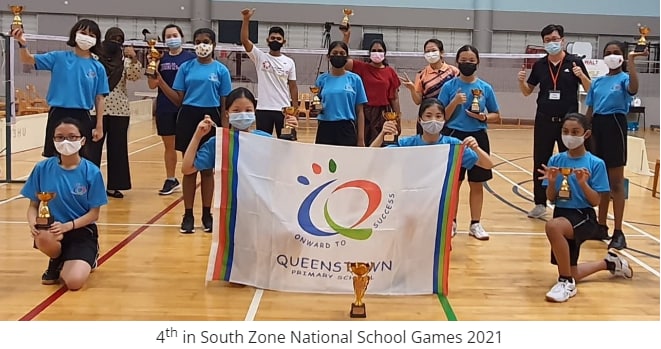 ONWARD TO SUCCESS
QUEENSTOWN
PRIMARY SCHOOL
4th in South Zone National School Games 2021